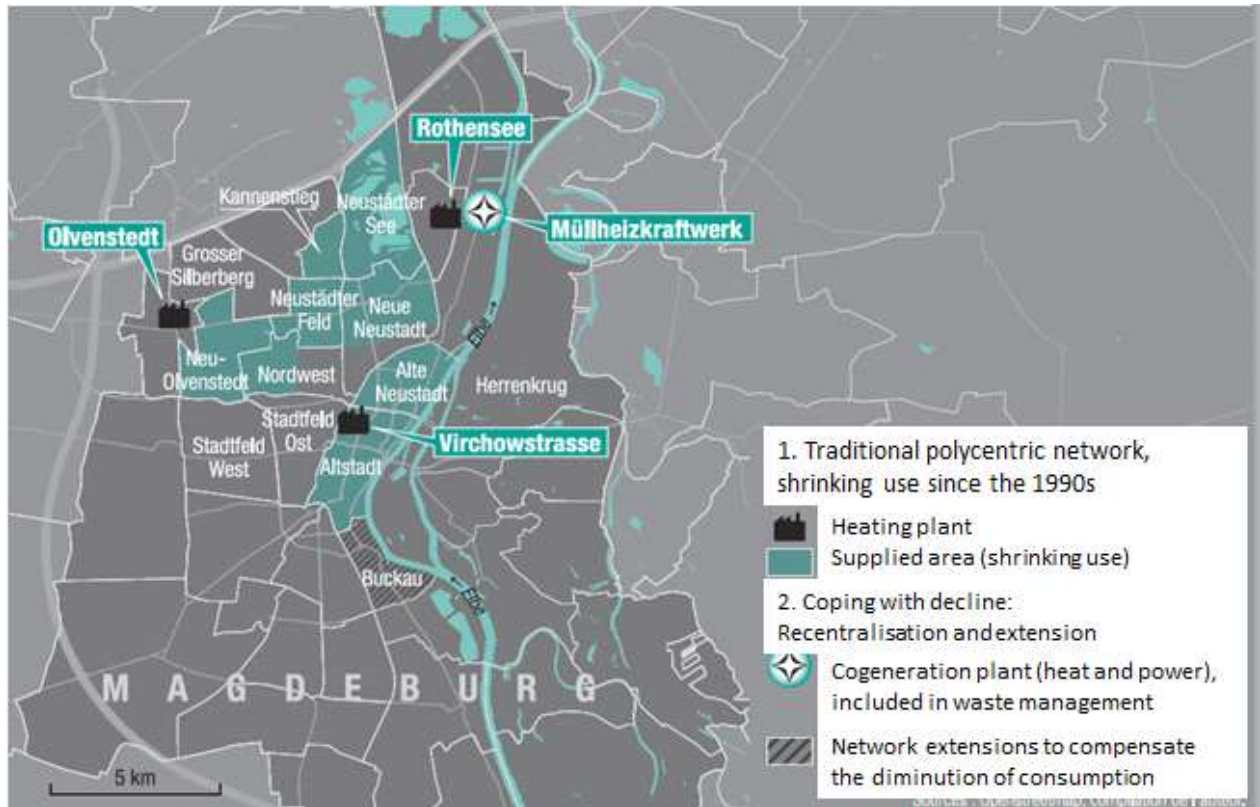 Rothensee
Kannenstieg
Neustädter
See
Müllheizkraftwerk
Olvenstedt
Grosser
Silberberg
Neustädter
Feld
Neue
Neustadt
Elbe
Neu-
Olvenstedt
Nordwest
Alte
Neustadt
Herrenkrug
Stadtfeld
Ost
Stadtfeld
West
Virchowstrasse
Altstadt
Buckau
Elbe
MAGDEBURG
5 km
1. Traditional polycentric network,
shrinking use since the 1990s
Heating plant
Supplied area (shrinking use)
2. Coping with decline:
Recentralisation and extension
Cogeneration plant (heat and power),
included in waste management
Network extensions to compensate
the diminution of consumption